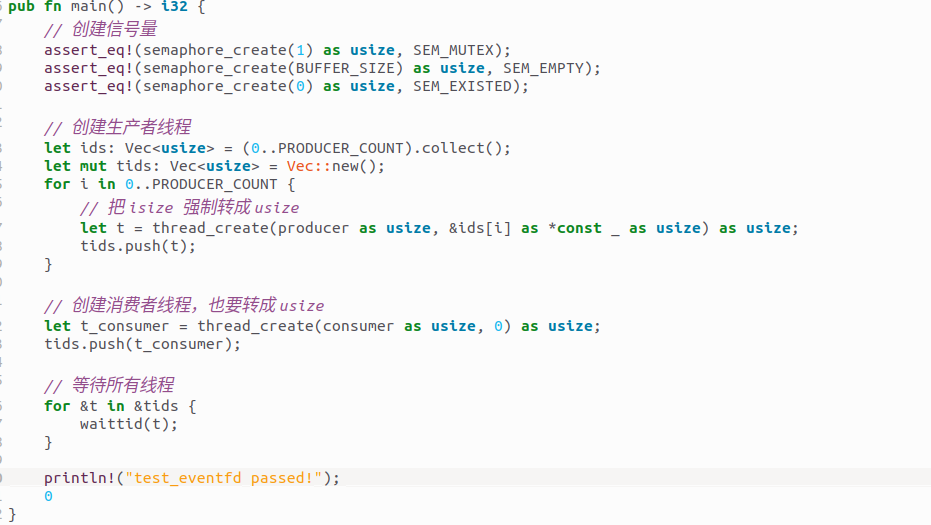 pub fn main() -> i32 {
    // 创建信号量
    assert_eq!(semaphore_create(1) as usize, SEM_MUTEX);
    assert_eq!(semaphore_create(BUFFER_SIZE) as usize, SEM_EMPTY);
    assert_eq!(semaphore_create(0) as usize, SEM_EXISTED);

    // 创建生产者线程
    let ids: Vec<usize> = (0..PRODUCER_COUNT).collect();
    let mut tids: Vec<usize> = Vec::new();
    for i in 0..PRODUCER_COUNT {
        // 把 isize 强制转成 usize
        let t = thread_create(producer as usize, &ids[i] as *const _ as usize) as usize;
        tids.push(t);
    }

    // 创建消费者线程，也要转成 usize
    let t_consumer = thread_create(consumer as usize, 0) as usize;
    tids.push(t_consumer);

    // 等待所有线程
    for &t in &tids {
        waittid(t);
    }

    println!("test_eventfd passed!");
    0
}